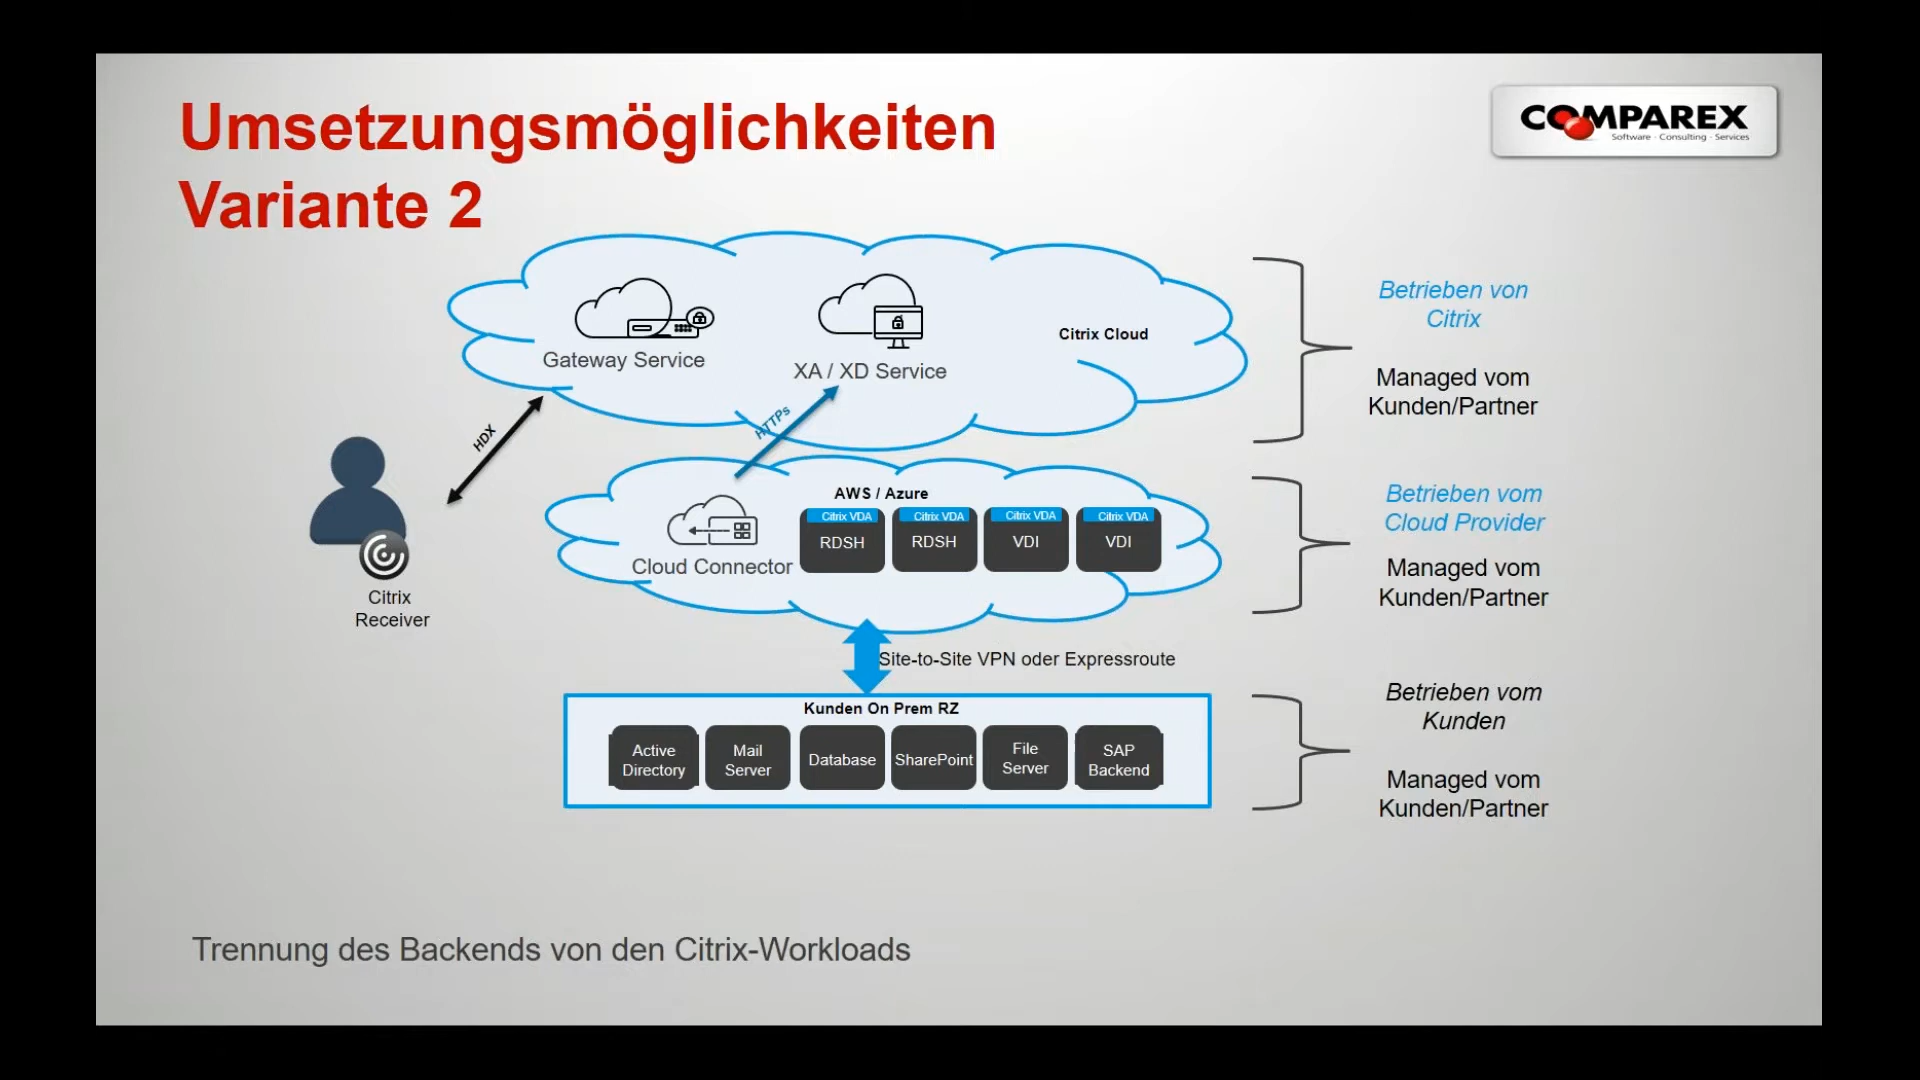 Umsetzungsmöglichkeiten
Variante 2
COMPAREX
Software · Consulting · Services
Gateway Service
XA / XD Service
Citrix Cloud
Betrieben von
Citrix
Managed vom
Kunden/Partner
HDX
HTTPs
Citrix
Receiver
AWS / Azure
Cloud Connector
Citrix VDA
RDSH
Citrix VDA
RDSH
Citrix VDA
VDI
Citrix VDA
VDI
Betrieben vom
Cloud Provider
Managed vom
Kunden/Partner
Site-to-Site VPN oder Expressroute
Kunden On Prem RZ
Active
Directory
Mail
Server
Database
SharePoint
File
Server
SAP
Backend
Betrieben vom
Kunden
Managed vom
Kunden/Partner
Trennung des Backends von den Citrix-Workloads